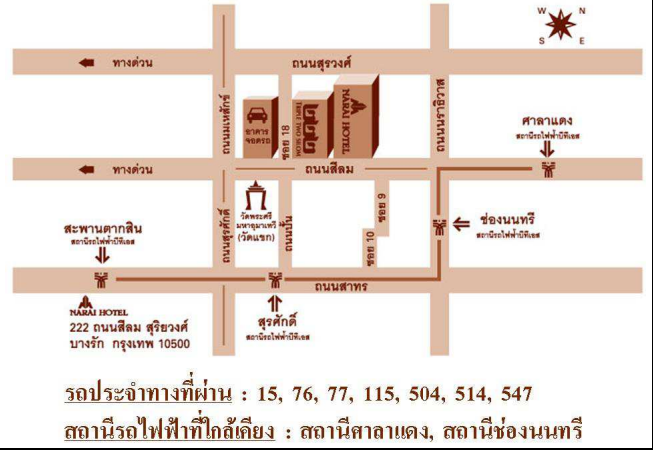 W N
S E
ทางด่วน
ถนนสุรวงศ์
ถนนมเหสักข์
ถนนนราธิวาส
อาคาร
จอดรถ
ซอย 18
TRIPLE TWO SILOM
NARAI HOTEL
ศาลาแดง
สถานีรถไฟฟ้าบีทีเอส
ทางด่วน
ถนนสีลม
วัดพระศรี
มหาอุมาเทวี
(วัดแขก)
ถนนสุรศักดิ์
ถนนปั้น
ซอย 9
ซอย 10
ช่องนนทรี
สถานีรถไฟฟ้าบีทีเอส
สะพานตากสิน
สถานีรถไฟฟ้าบีทีเอส
ถนนสาทร
สุรศักดิ์
สถานีรถไฟฟ้าบีทีเอส
NARAI HOTEL
222 ถนนสีลม สุริยวงศ์
บางรัก กรุงเทพ 10500
รถประจำทางที่ผ่าน : 15, 76, 77, 115, 504, 514, 547
สถานีรถไฟฟ้าที่ใกล้เคียง : สถานีศาลาแดง, สถานีช่องนนทรี